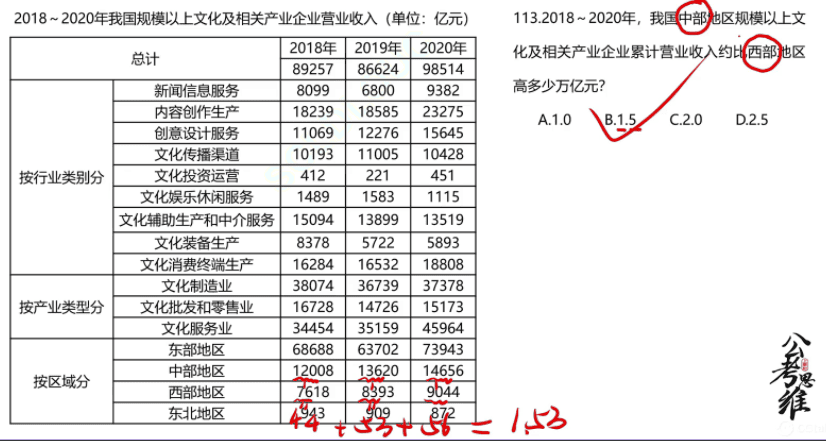 2018～2020年我国规模以上文化及相关产业企业营业收入（单位：亿元）
总计 2018年 2019年 2020年
89257 86624 98514
按行业类别分
新闻信息服务 8099 6800 9382
内容创作生产 18239 18585 23275
创意设计服务 11069 12276 15645
文化传播渠道 10193 11005 10428
文化投资运营 412 221 451
文化娱乐休闲服务 1489 1583 1115
文化辅助生产和中介服务 15094 13899 13519
文化装备生产 8378 5722 5893
文化消费终端生产 16284 16532 18808
按产业类型分
文化制造业 38074 36739 37378
文化批发和零售业 16728 14726 15173
文化服务业 34454 35159 45964
按区域分
东部地区 68688 63702 73943
中部地区 12008 13620 14656
西部地区 7618 8393 9044
东北地区 943 909 872
44 + 53 + 56 = 1.53
113.2018～2020年，我国中部地区规模以上文
化及相关产业企业累计营业收入约比西部地区
高多少万亿元？
A.1.0 B.1.5 C.2.0 D.2.5
公考思维